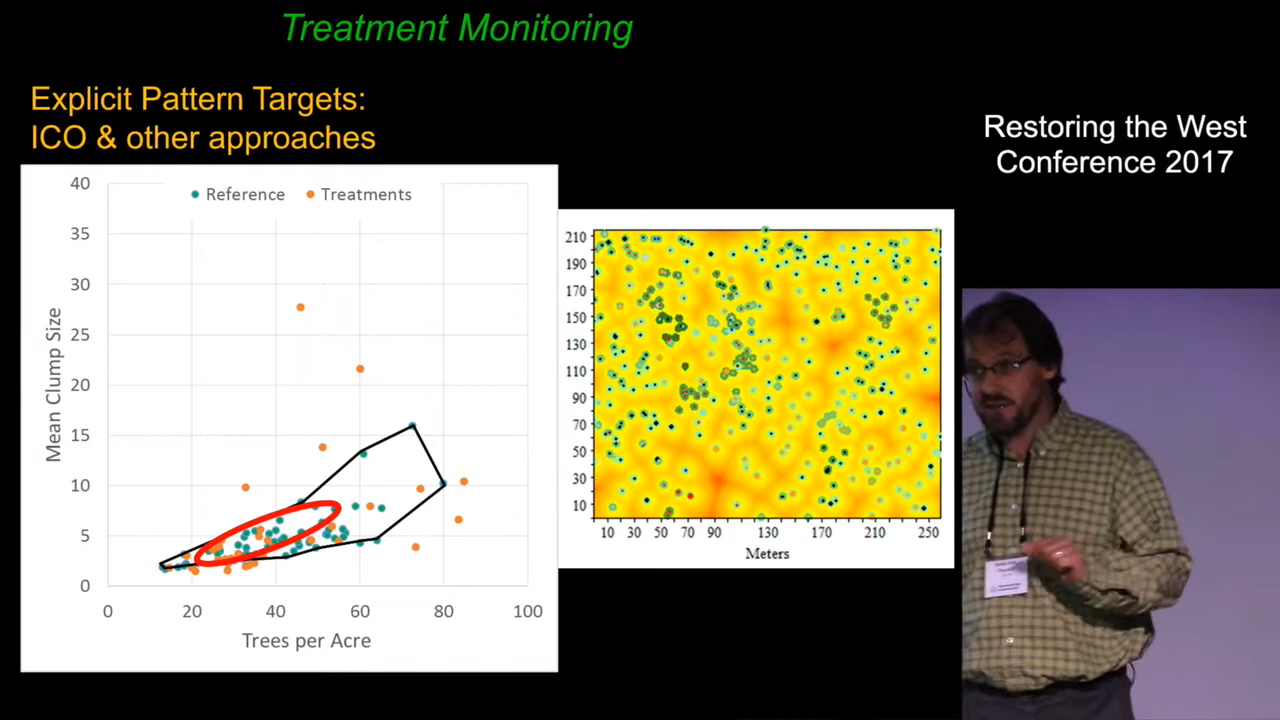 Treatment Monitoring
Explicit Pattern Targets:
ICO & other approaches
Restoring the West
Conference 2017
Reference
Treatments
40
35
30
25
20
15
10
5
0
Mean Clump Size
0 20 40 60 80 100
Trees per Acre
210
190
170
150
130
110
90
70
50
30
10
10 30 50 70 90 130 170 210 250
Meters